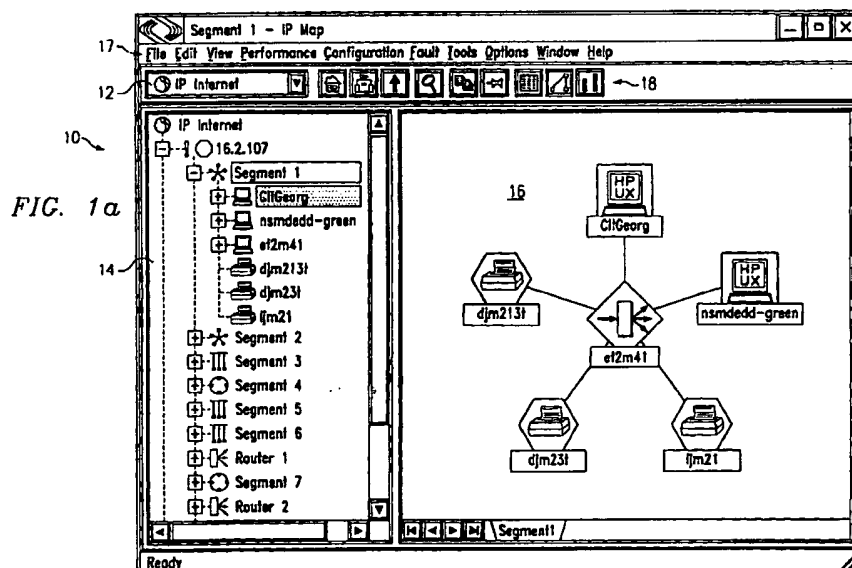 Segment 1 - IP Map
17
File Edit View Performance Configuration Fault Tools Options Window Help
12
IP Internet
18
10
IP Internet
16.2.107
Segment 1
CltGeorg
nsmdedd-green
et2m41
djm213t
djm23t
ljm21
Segment 2
Segment 3
Segment 4
Segment 5
Segment 6
Router 1
Segment 7
Router 2
FIG. 1a
14
16
HP
UX
CltGeorg
HP
UX
nsmdedd-green
djm213t
et2m41
djm23t
ljm21
Segment1
Ready